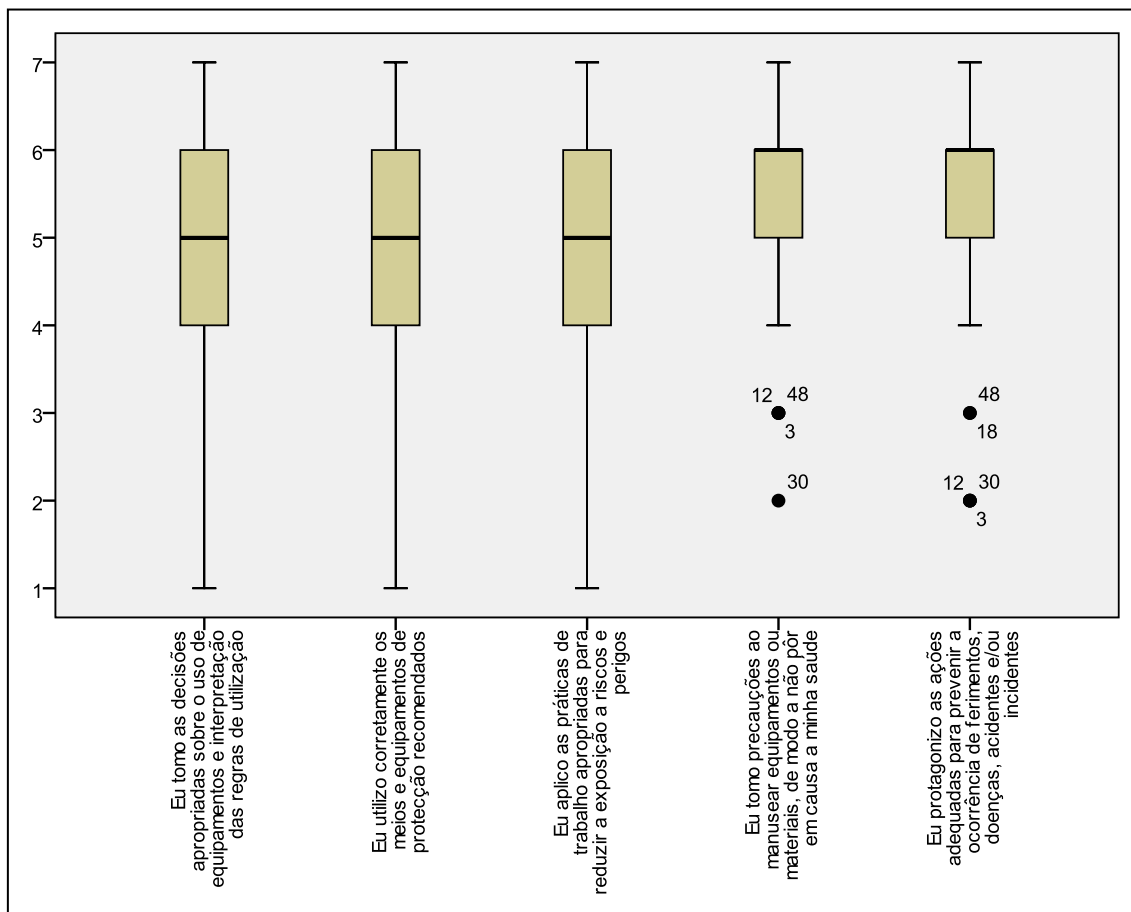 7
6
5
4
3
2
1
12 48
3
30
48
18
12 30
3
Eu tomo as decisões
apropriadas sobre o uso de
equipamentos e interpretação
das regras de utilização
Eu utilizo corretamente os
meios e equipamentos de
protecção recomendados
Eu aplico as práticas de
trabalho apropriadas para
reduzir a exposição a riscos e
perigos
Eu tomo precauções ao
manusear equipamentos ou
materiais, de modo a não pôr
em causa a minha saude
Eu protagonizo as ações
adequadas para prevenir a
ocorrência de ferimentos,
doenças, acidentes e/ou
incidentes